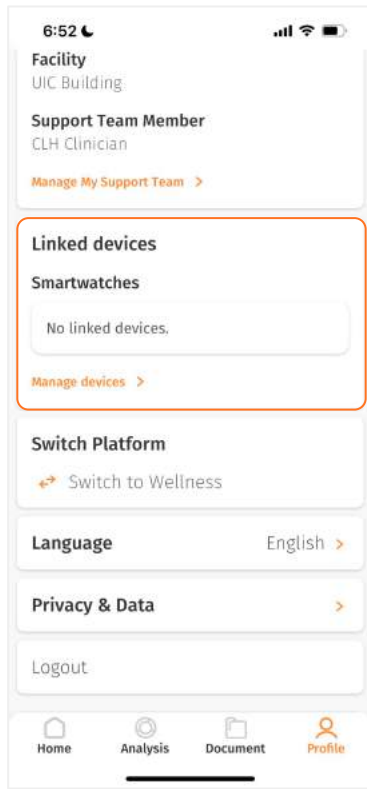 6:52
Facility
UIC Building
Support Team Member
CLH Clinician
Manage My Support Team >
Linked devices
Smartwatches
No linked devices.
Manage devices >
Switch Platform
Switch to Wellness
Language English >
Privacy & Data >
Logout
Home Analysis Document Profile